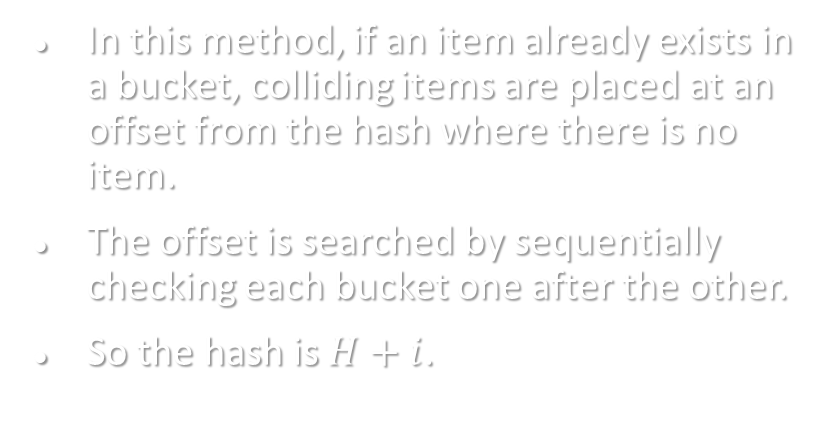 • In this method, if an item already exists in
a bucket, colliding items are placed at an
offset from the hash where there is no
item.
• The offset is searched by sequentially
checking each bucket one after the other.
• So the hash is H + i.